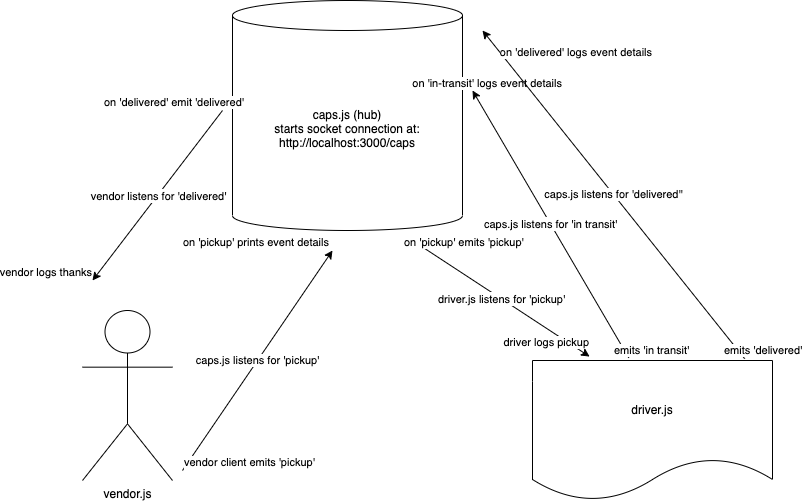 on 'delivered' logs event details
on 'in-transit' logs event details
on 'delivered' emit 'delivered'
caps.js (hub)
starts socket connection at:
http://localhost:3000/caps
vendor listens for 'delivered'
caps.js listens for 'delivered"
caps.js listens for 'in transit'
on 'pickup' prints event details
on 'pickup' emits 'pickup'
vendor logs thanks
driver.js listens for 'pickup'
driver logs pickup
emits 'in transit'
emits 'delivered'
caps.js listens for 'pickup'
driver.js
vendor client emits 'pickup'
vendor.js